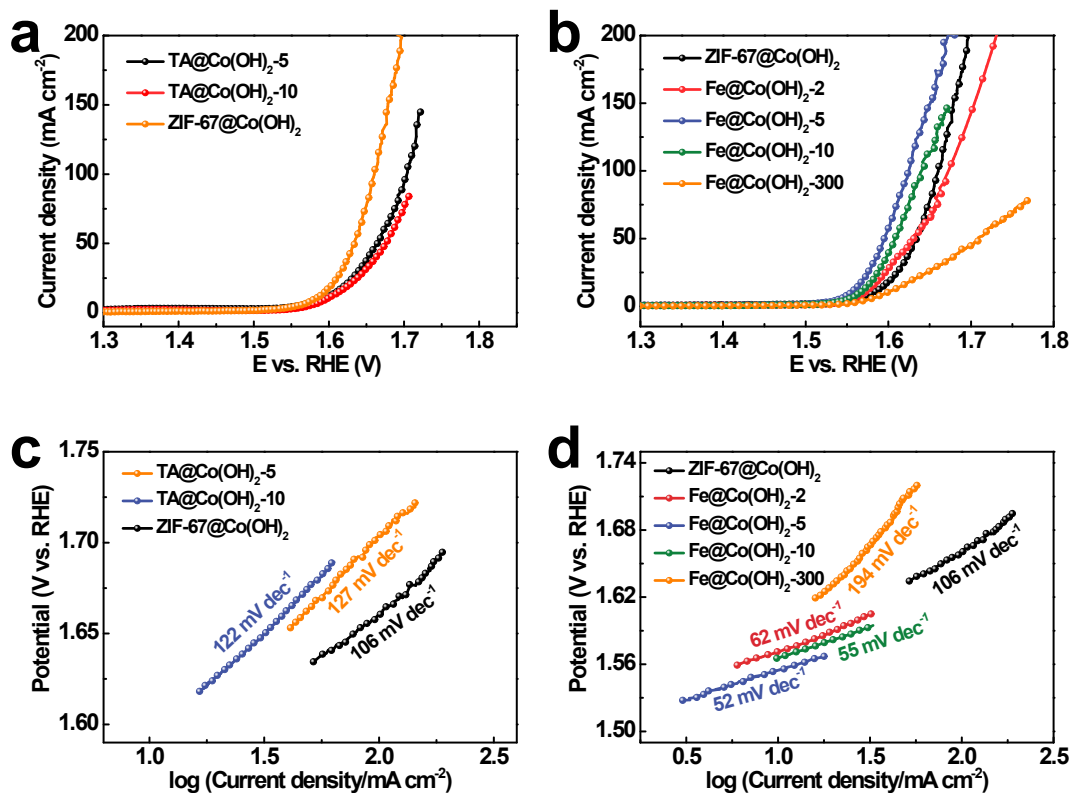 a
200
150
100
50
0
Current density (mA cm⁻²)
TA@Co(OH)₂-5
TA@Co(OH)₂-10
ZIF-67@Co(OH)₂
1.3 1.4 1.5 1.6 1.7 1.8
E vs. RHE (V)
b
200
150
100
50
0
Current density (mA cm⁻²)
ZIF-67@Co(OH)₂
Fe@Co(OH)₂-2
Fe@Co(OH)₂-5
Fe@Co(OH)₂-10
Fe@Co(OH)₂-300
1.3 1.4 1.5 1.6 1.7 1.8
E vs. RHE (V)
c
1.75
1.70
1.65
1.60
Potential (V vs. RHE)
TA@Co(OH)₂-5
TA@Co(OH)₂-10
ZIF-67@Co(OH)₂
122 mV dec⁻¹
127 mV dec⁻¹
106 mV dec⁻¹
1.0 1.5 2.0 2.5
log (Current density/mA cm⁻²)
d
1.74
1.68
1.62
1.56
1.50
Potential (V vs. RHE)
ZIF-67@Co(OH)₂
Fe@Co(OH)₂-2
Fe@Co(OH)₂-5
Fe@Co(OH)₂-10
Fe@Co(OH)₂-300
194 mV dec⁻¹
106 mV dec⁻¹
62 mV dec⁻¹
55 mV dec⁻¹
52 mV dec⁻¹
0.5 1.0 1.5 2.0 2.5
log (Current density/mA cm⁻²)